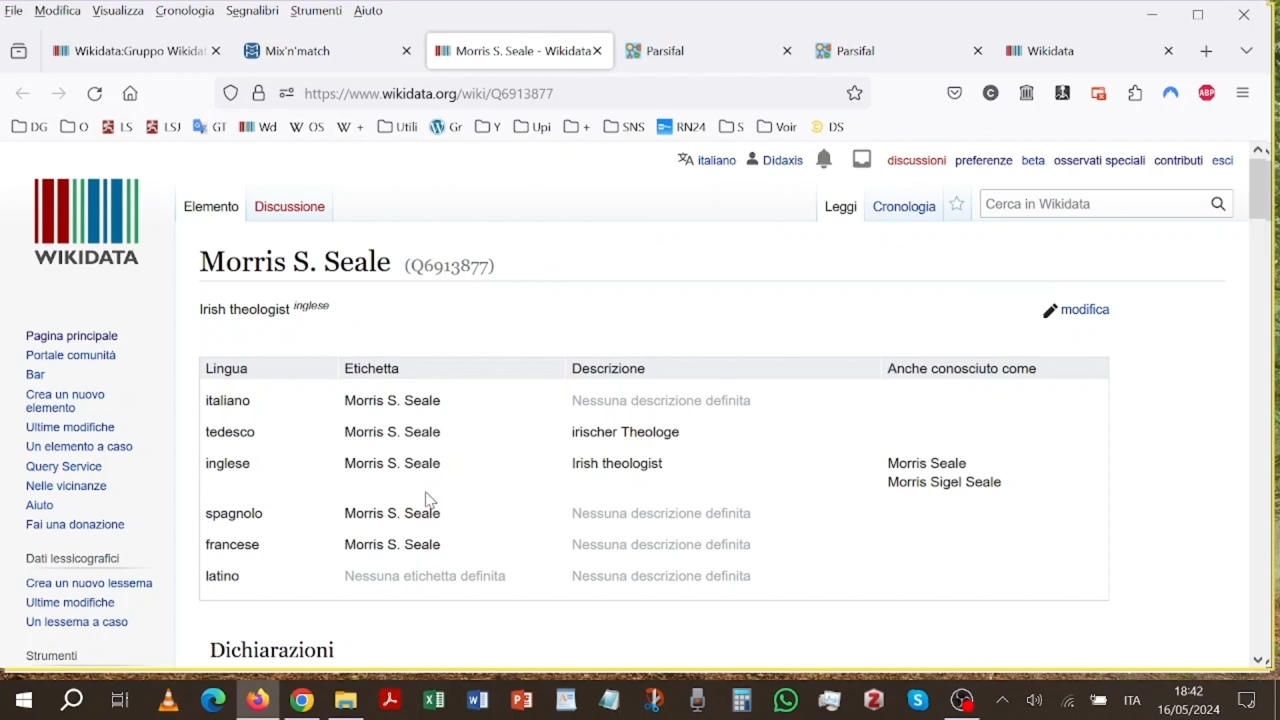 File Modifica Visualizza Cronologia Segnalibri Strumenti Aiuto
Wikidata:Gruppo Wikidat Mix'n'match Morris S. Seale - Wikidata Parsifal Parsifal Wikidata
https://www.wikidata.org/wiki/Q6913877
DG O LS LSJ GT Wd OS + Utili Gr Y Upi + SNS RN24 S Voir DS
italiano Didaxis discussioni preferenze beta osservati speciali contributi esci
WIKIDATA
Elemento Discussione Leggi Cronologia Cerca in Wikidata
Morris S. Seale (Q6913877)
Irish theologist inglese
modifica
Pagina principale
Portale comunità
Bar
Crea un nuovo
elemento
Ultime modifiche
Un elemento a caso
Query Service
Nelle vicinanze
Aiuto
Fai una donazione
Dati lessicografici
Crea un nuovo lessema
Ultime modifiche
Un lessema a caso
Strumenti
Lingua Etichetta Descrizione Anche conosciuto come
italiano Morris S. Seale Nessuna descrizione definita
tedesco Morris S. Seale irischer Theologe
inglese Morris S. Seale Irish theologist Morris Seale
Morris Sigel Seale
spagnolo Morris S. Seale Nessuna descrizione definita
francese Morris S. Seale Nessuna descrizione definita
latino Nessuna etichetta definita Nessuna descrizione definita
Dichiarazioni
ITA
18:42
16/05/2024